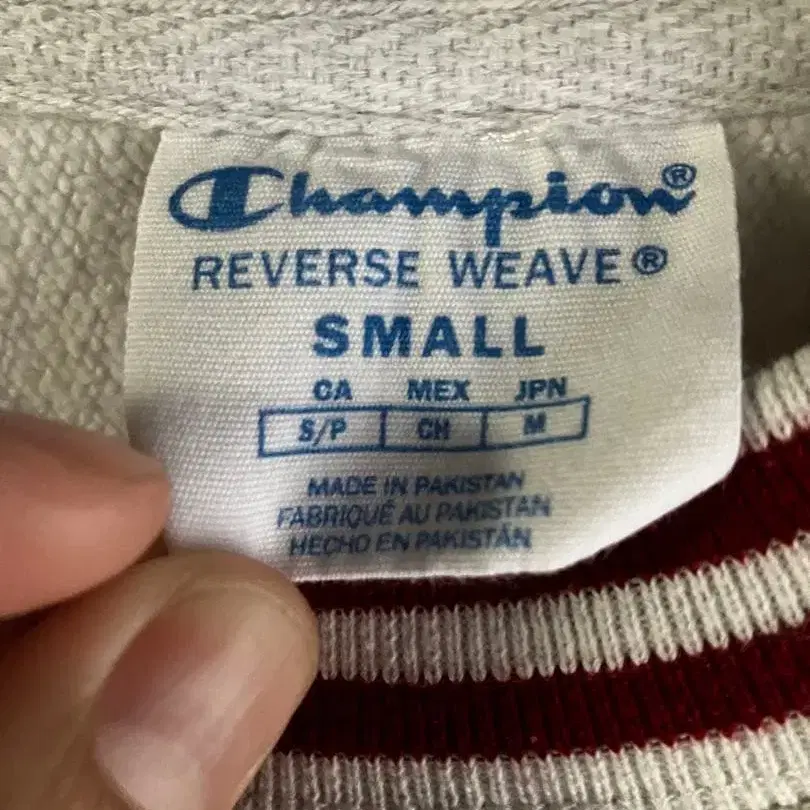 Champion®
REVERSE WEAVE®
SMALL
CA MEX JPN
S/P CH M
MADE IN PAKISTAN
FABRIQUÉ AU PAKISTAN
HECHO EN PAKISTÁN